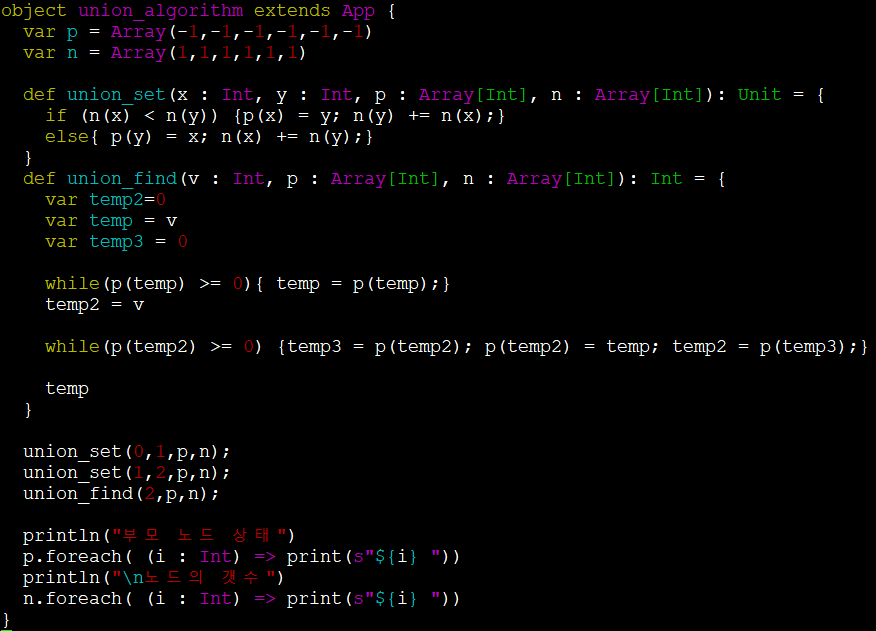 object union_algorithm extends App {
  var p = Array(-1,-1,-1,-1,-1,-1)
  var n = Array(1,1,1,1,1,1)
  def union_set(x : Int, y : Int, p : Array[Int], n : Array[Int]): Unit = {
    if (n(x) < n(y)) {p(x) = y; n(y) += n(x);}
    else{ p(y) = x; n(x) += n(y);}
  }
  def union_find(v : Int, p : Array[Int], n : Array[Int]): Int = {
    var temp2=0
    var temp = v
    var temp3 = 0
    while(p(temp) >= 0){ temp = p(temp);}
    temp2 = v
    while(p(temp2) >= 0) {temp3 = p(temp2); p(temp2) = temp; temp2 = p(temp3);}
    temp
  }
  union_set(0,1,p,n);
  union_set(1,2,p,n);
  union_find(2,p,n);
  println("부모 노드 상태")
  p.foreach( (i : Int) => print(s"${i} "))
  println("\n노드의 갯수")
  n.foreach( (i : Int) => print(s"${i} "))
}